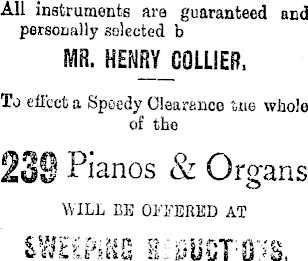 All instruments are guaranteed and
personally selected b
MR. HENRY COLLIER,
To effect a Speedy Clearance the whole
of the
239 Pianos & Organs
WILL BE OFFERED AT
SWEEPING REDUCTIONS.